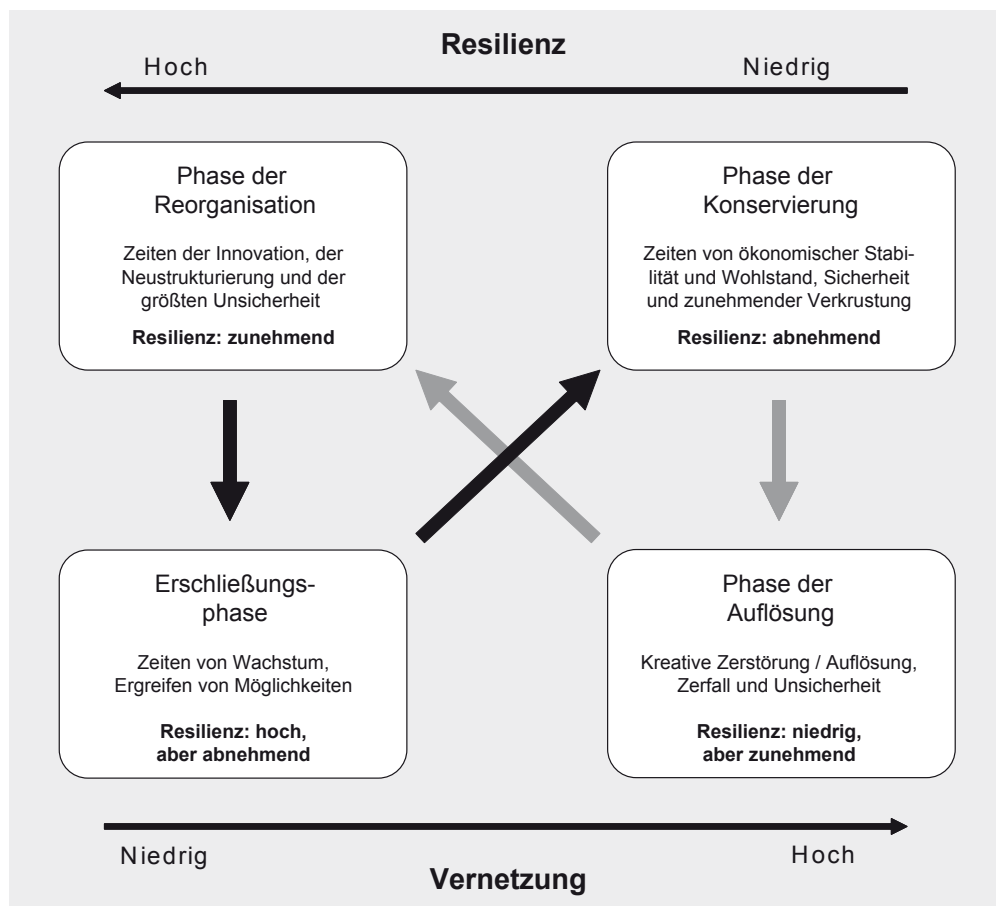 Resilienz
Hoch
Niedrig
Phase der
Reorganisation
Zeiten der Innovation, der
Neustrukturierung und der
größten Unsicherheit
Resilienz: zunehmend
Phase der
Konservierung
Zeiten von ökonomischer Stabi-
lität und Wohlstand, Sicherheit
und zunehmender Verkrustung
Resilienz: abnehmend
Erschließungs-
phase
Zeiten von Wachstum,
Ergreifen von Möglichkeiten
Resilienz: hoch,
aber abnehmend
Phase der
Auflösung
Kreative Zerstörung / Auflösung,
Zerfall und Unsicherheit
Resilienz: niedrig,
aber zunehmend
Niedrig
Hoch
Vernetzung